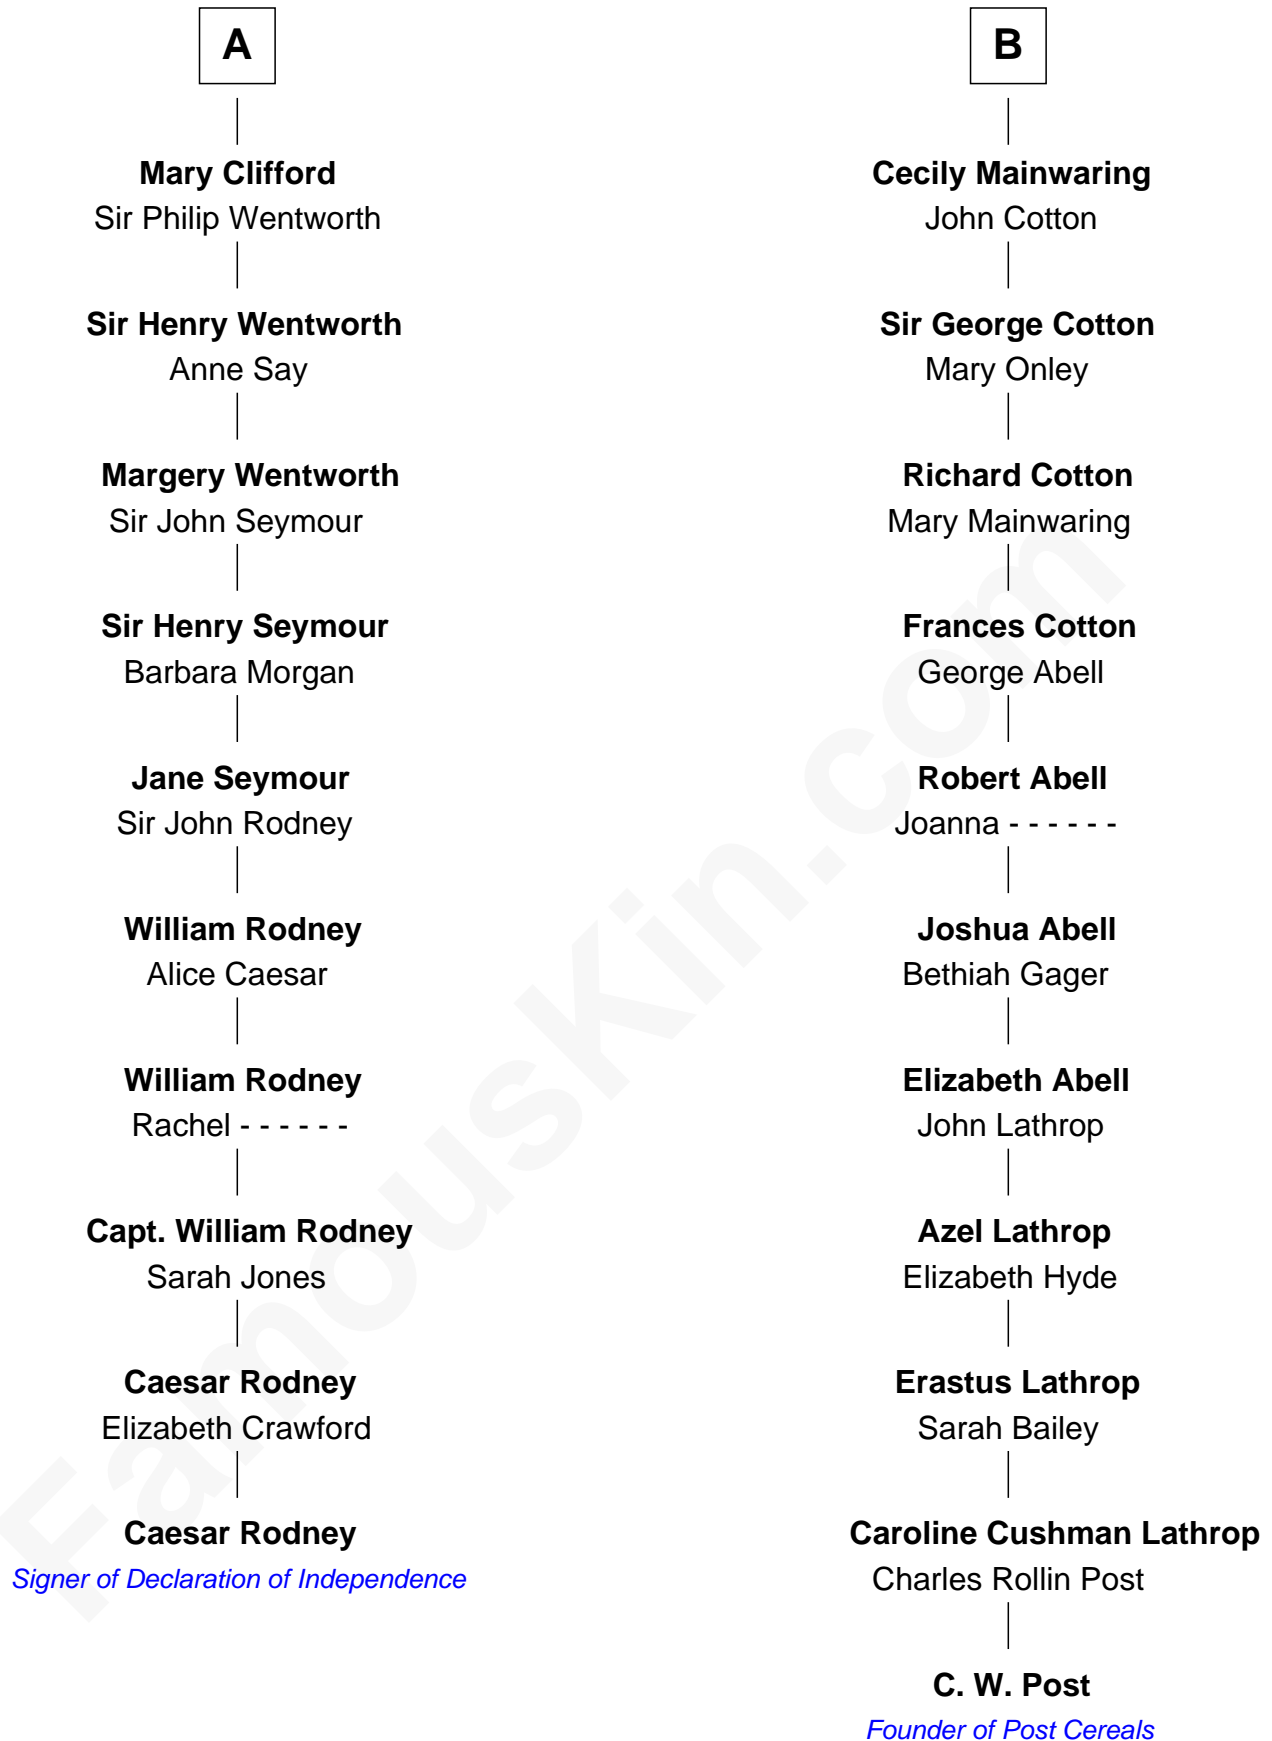 A
Mary Clifford
Sir Philip Wentworth
Sir Henry Wentworth
Anne Say
Margery Wentworth
Sir John Seymour
Sir Henry Seymour
Barbara Morgan
Jane Seymour
Sir John Rodney
William Rodney
Alice Caesar
William Rodney
Rachel - - - - - -
Capt. William Rodney
Sarah Jones
Caesar Rodney
Elizabeth Crawford
Caesar Rodney
Signer of Declaration of Independence
B
Cecily Mainwaring
John Cotton
Sir George Cotton
Mary Onley
Richard Cotton
Mary Mainwaring
Frances Cotton
George Abell
Robert Abell
Joanna - - - - - -
Joshua Abell
Bethiah Gager
Elizabeth Abell
John Lathrop
Azel Lathrop
Elizabeth Hyde
Erastus Lathrop
Sarah Bailey
Caroline Cushman Lathrop
Charles Rollin Post
C. W. Post
Founder of Post Cereals
FamousKin.com